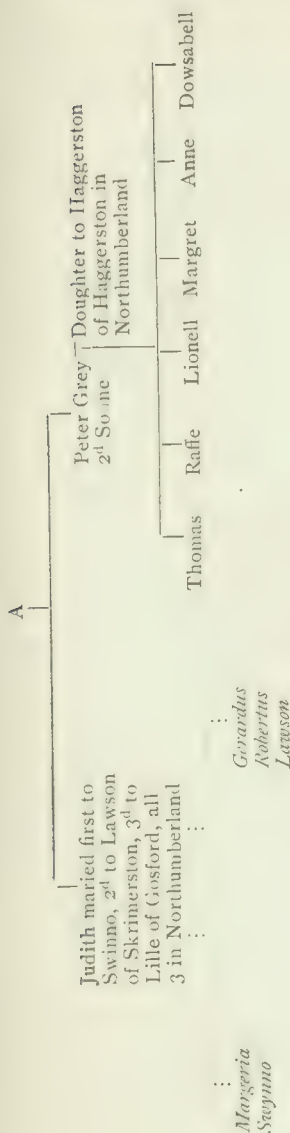 A
Judith maried first to
Swinno, 2d to Lawson
of Skrimerston, 3d to
Lille of Gosford, all
3 in Northumberland
Peter Grey
2d Sonne
Doughter to Haggerston
of Haggerston in
Northumberland
Thomas
Raffe
Lionell
Margret
Anne
Dowsabell
Margeria
Swynno
Gerardus
Robertus
Lawson